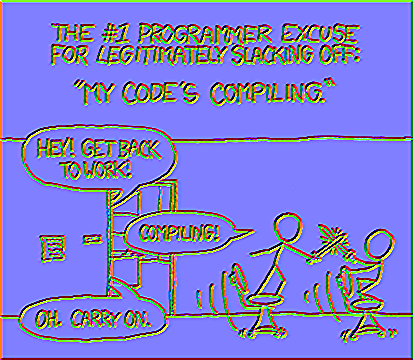 THE #1 PROGRAMMER EXCUSE
FOR LEGITIMATELY SLACKING OFF:
"MY CODE'S COMPILING."
HEY! GET BACK
TO WORK!
COMPILING!
OH. CARRY ON.